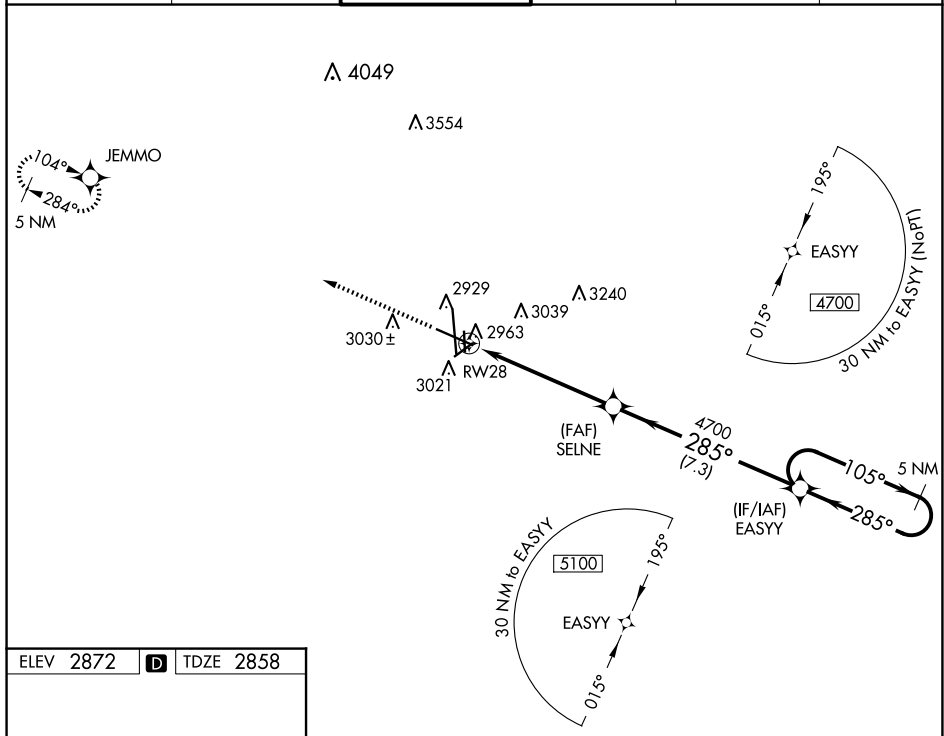 4049
3554
JEMMO
104°
284°
5 NM
195°
EASYY
4700
015°
30 NM to EASYY (NoPT)
2929
3240
3039
2963
3030 ±
3021
RW28
(FAF)
SELNE
4700
285°
(7.3)
105°
5 NM
285°
(IF/IAF)
EASYY
30 NM to EASYY
5100
195°
EASYY
015°
ELEV 2872 D TDZE 2858